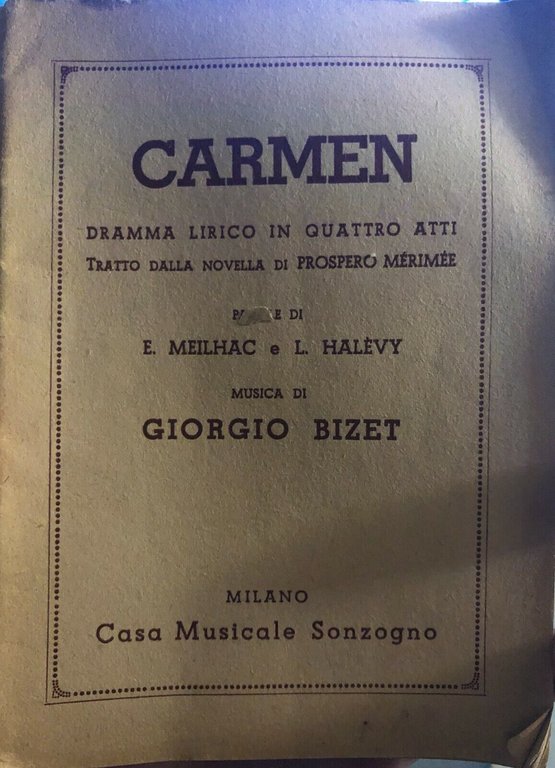 CARMEN
DRAMMA LIRICO IN QUATTRO ATTI
TRATTO DALLA NOVELLA DI PROSPERO MÉRIMÉE
DI
E. MEILHAC e L. HALÈVY
MUSICA DI
GIORGIO BIZET
MILANO
Casa Musicale Sonzogno